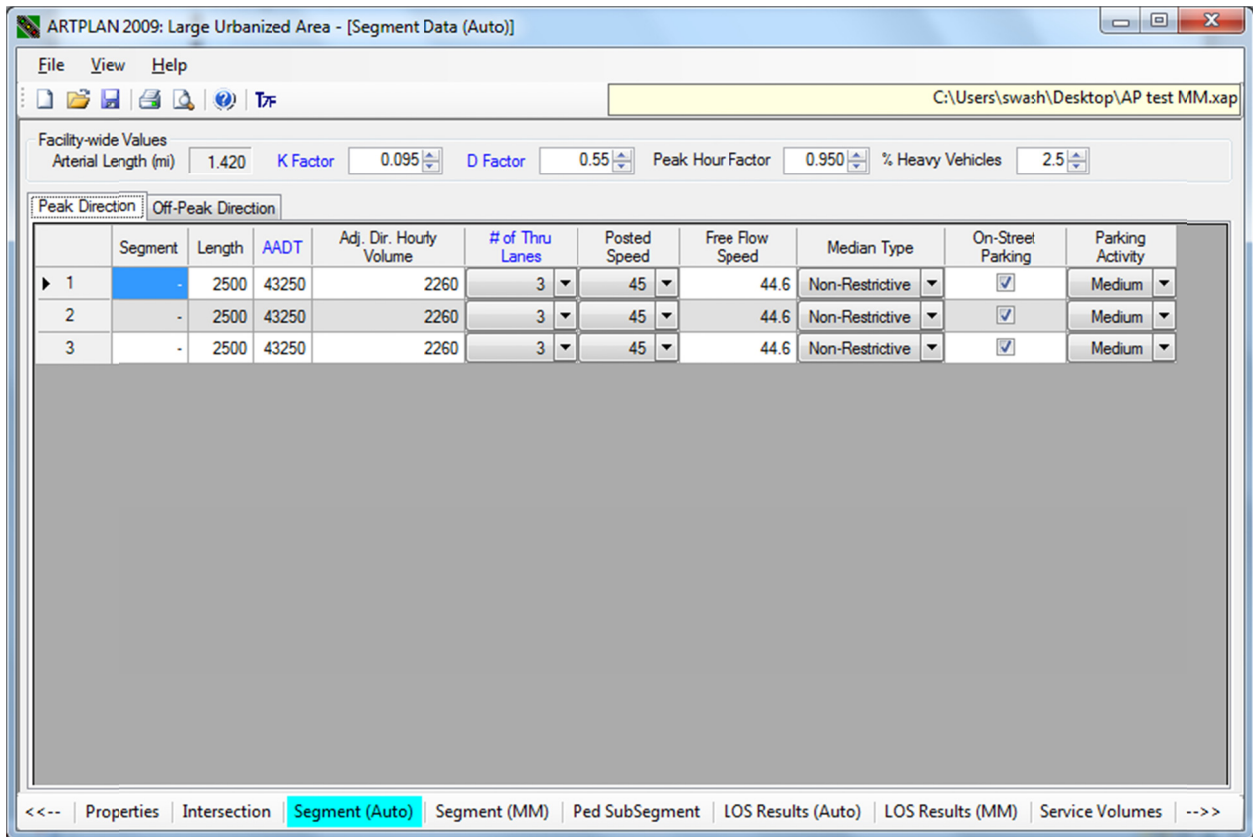 ARTPLAN 2009: Large Urbanized Area - [Segment Data (Auto)]
File View Help
T7F C:\Users\swash\Desktop\AP test MM.xap
Facility-wide Values
Arterial Length (mi) 1.420 K Factor 0.095 D Factor 0.55 Peak Hour Factor 0.950 % Heavy Vehicles 2.5
Peak Direction Off-Peak Direction
Segment Length AADT Adj. Dir. Hourly Volume # of Thru Lanes Posted Speed Free Flow Speed Median Type On-Street Parking Parking Activity
1 - 2500 43250 2260 3 45 44.6 Non-Restrictive Medium
2 - 2500 43250 2260 3 45 44.6 Non-Restrictive Medium
3 - 2500 43250 2260 3 45 44.6 Non-Restrictive Medium
<<-- Properties Intersection Segment (Auto) Segment (MM) Ped SubSegment LOS Results (Auto) LOS Results (MM) Service Volumes -->>